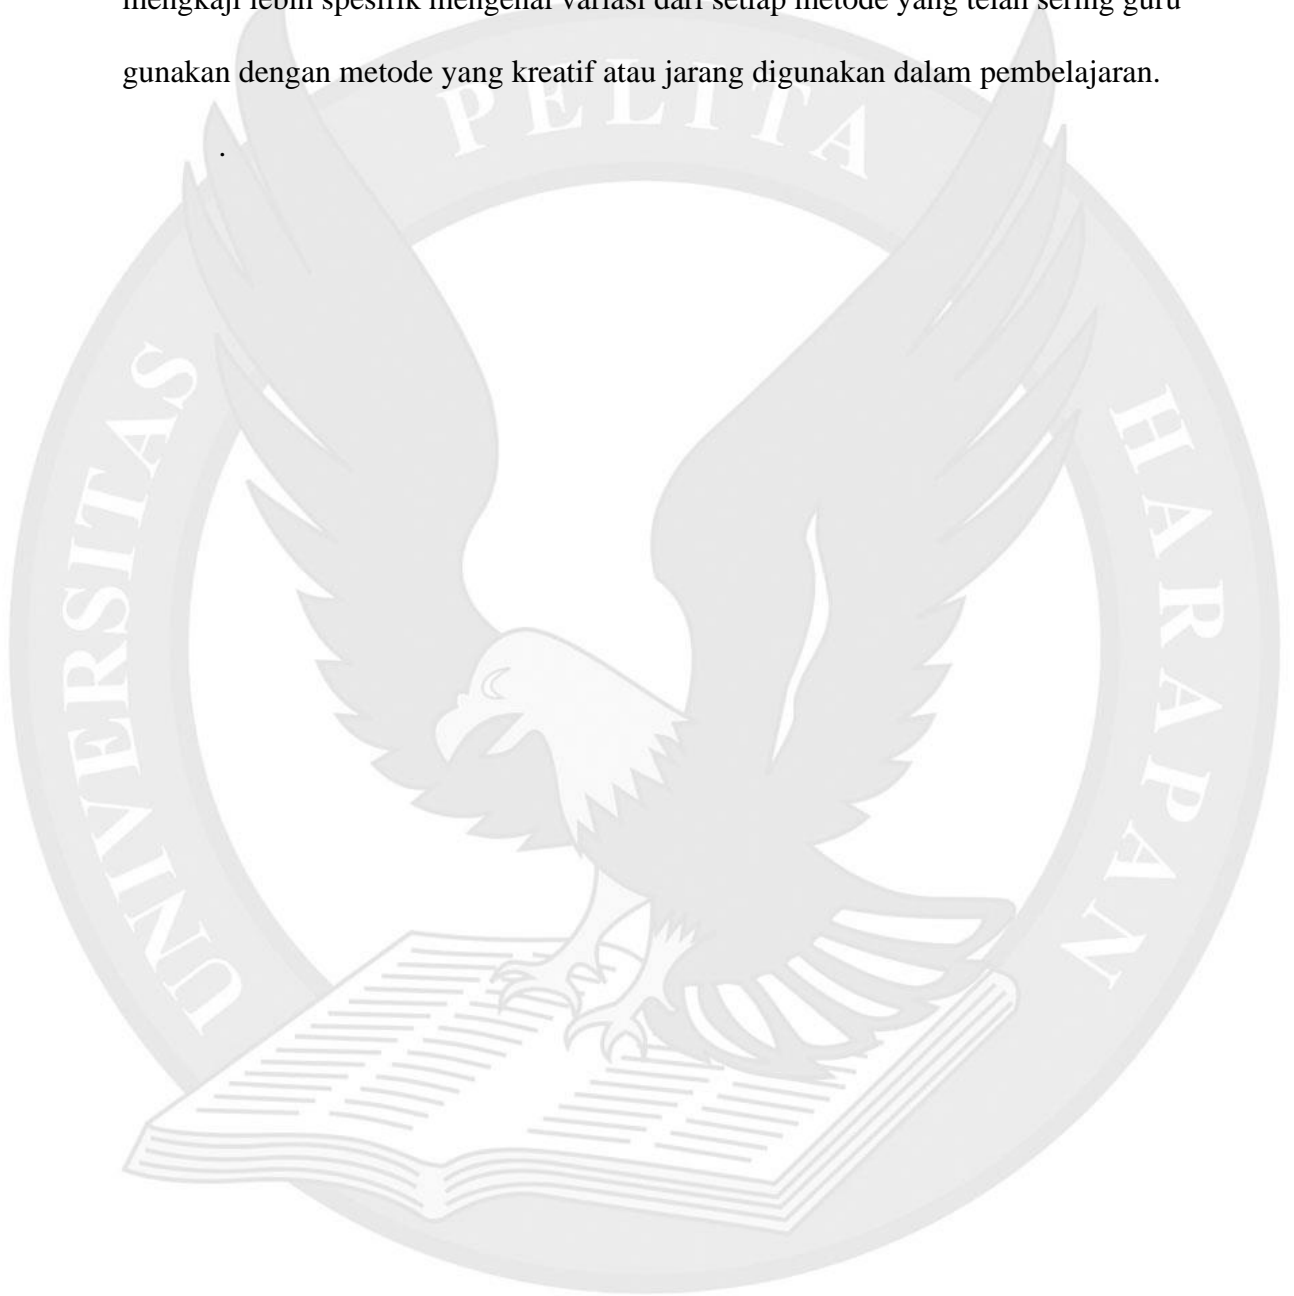 mengkaji lebih spesifik mengenai variasi dari setiap metode yang telah sering guru
gunakan dengan metode yang kreatif atau jarang digunakan dalam pembelajaran.
.
UNIVERSITAS PELITA HARAPAN